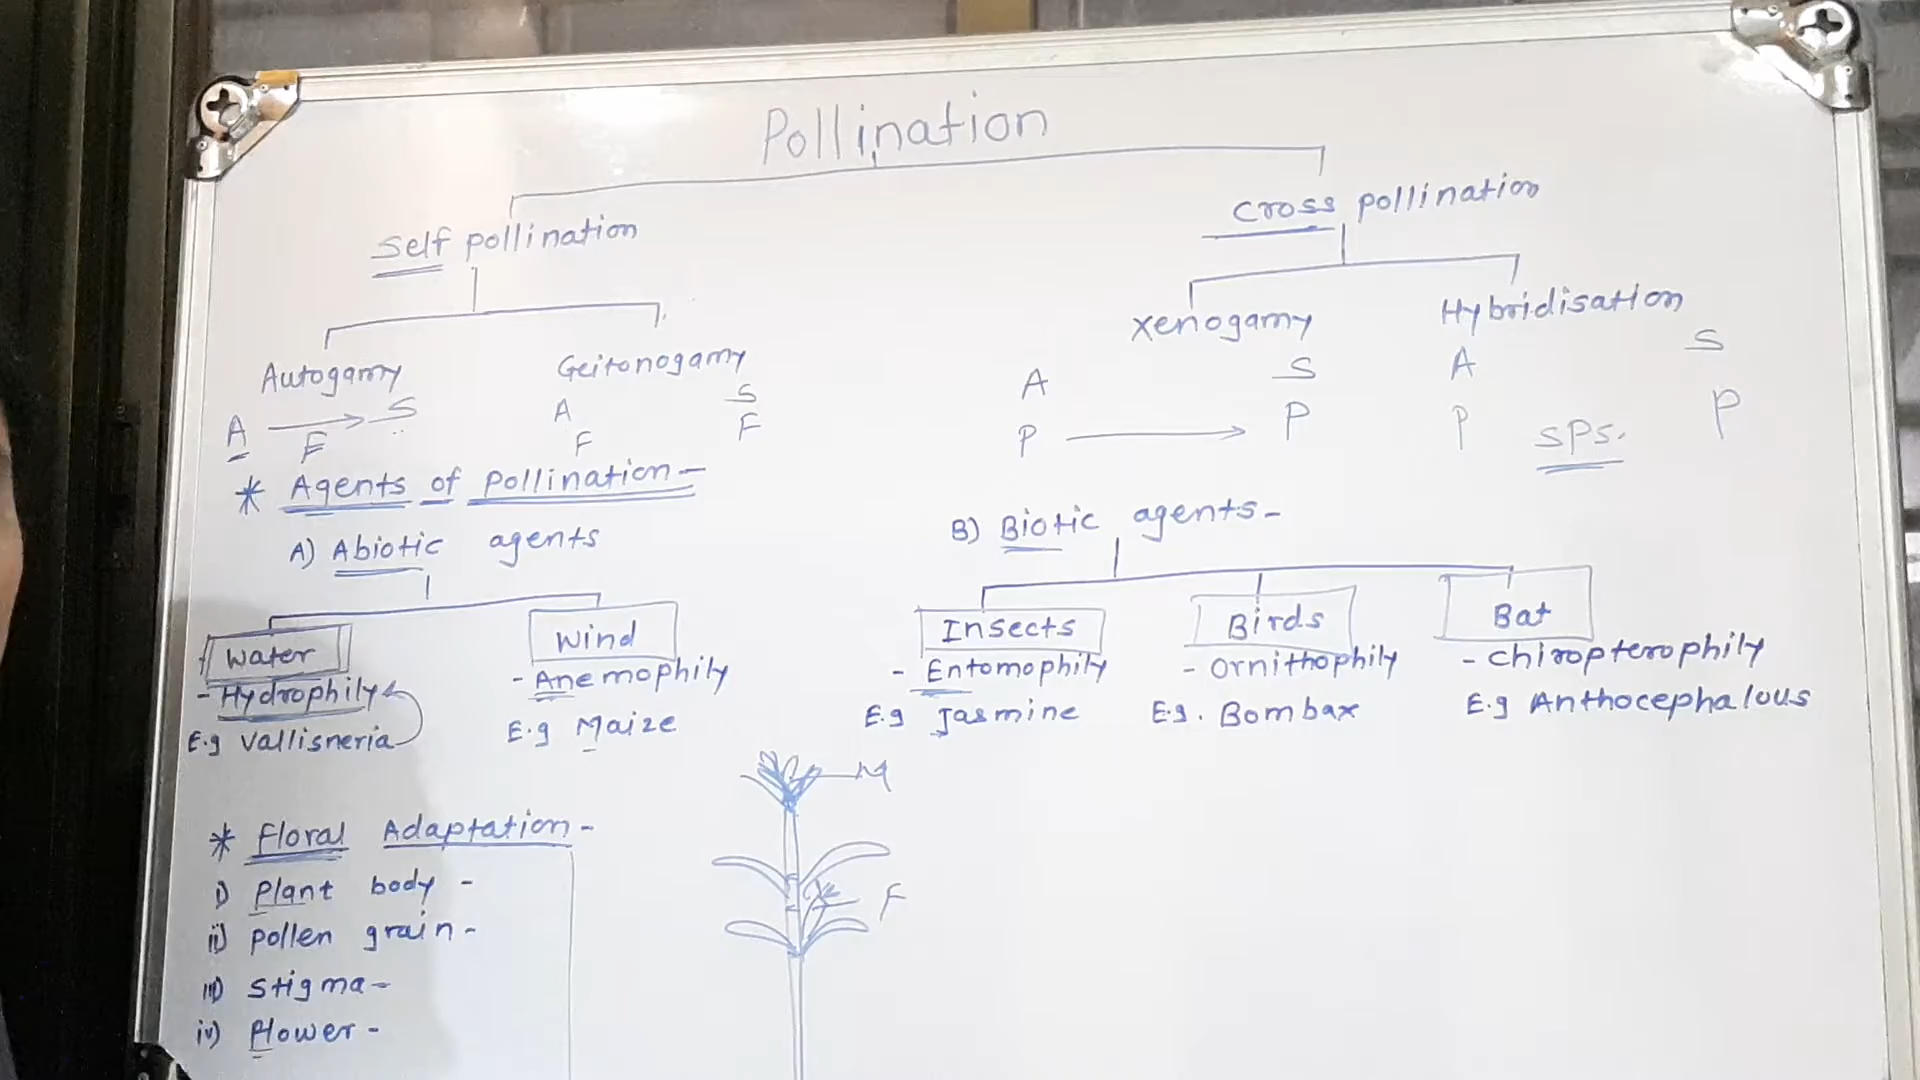 Pollination
Self pollination
Cross pollination
Autogamy
Geitonogamy
Xenogamy
Hybridisation
A S
F
A S
F F
A S
P P
A S
P sps. P
* Agents of pollination-
A) Abiotic agents
B) Biotic agents-
Water
- Hydrophily
E.g Vallisneria
Wind
- Anemophily
E.g Maize
Insects
- Entomophily
E.g Jasmine
Birds
- Ornithophily
E.g. Bombax
Bat
- Chiropterophily
E.g Anthocephalous
* Floral Adaptation-
i) Plant body -
ii) pollen grain-
iii) stigma-
iv) Flower-
M
F